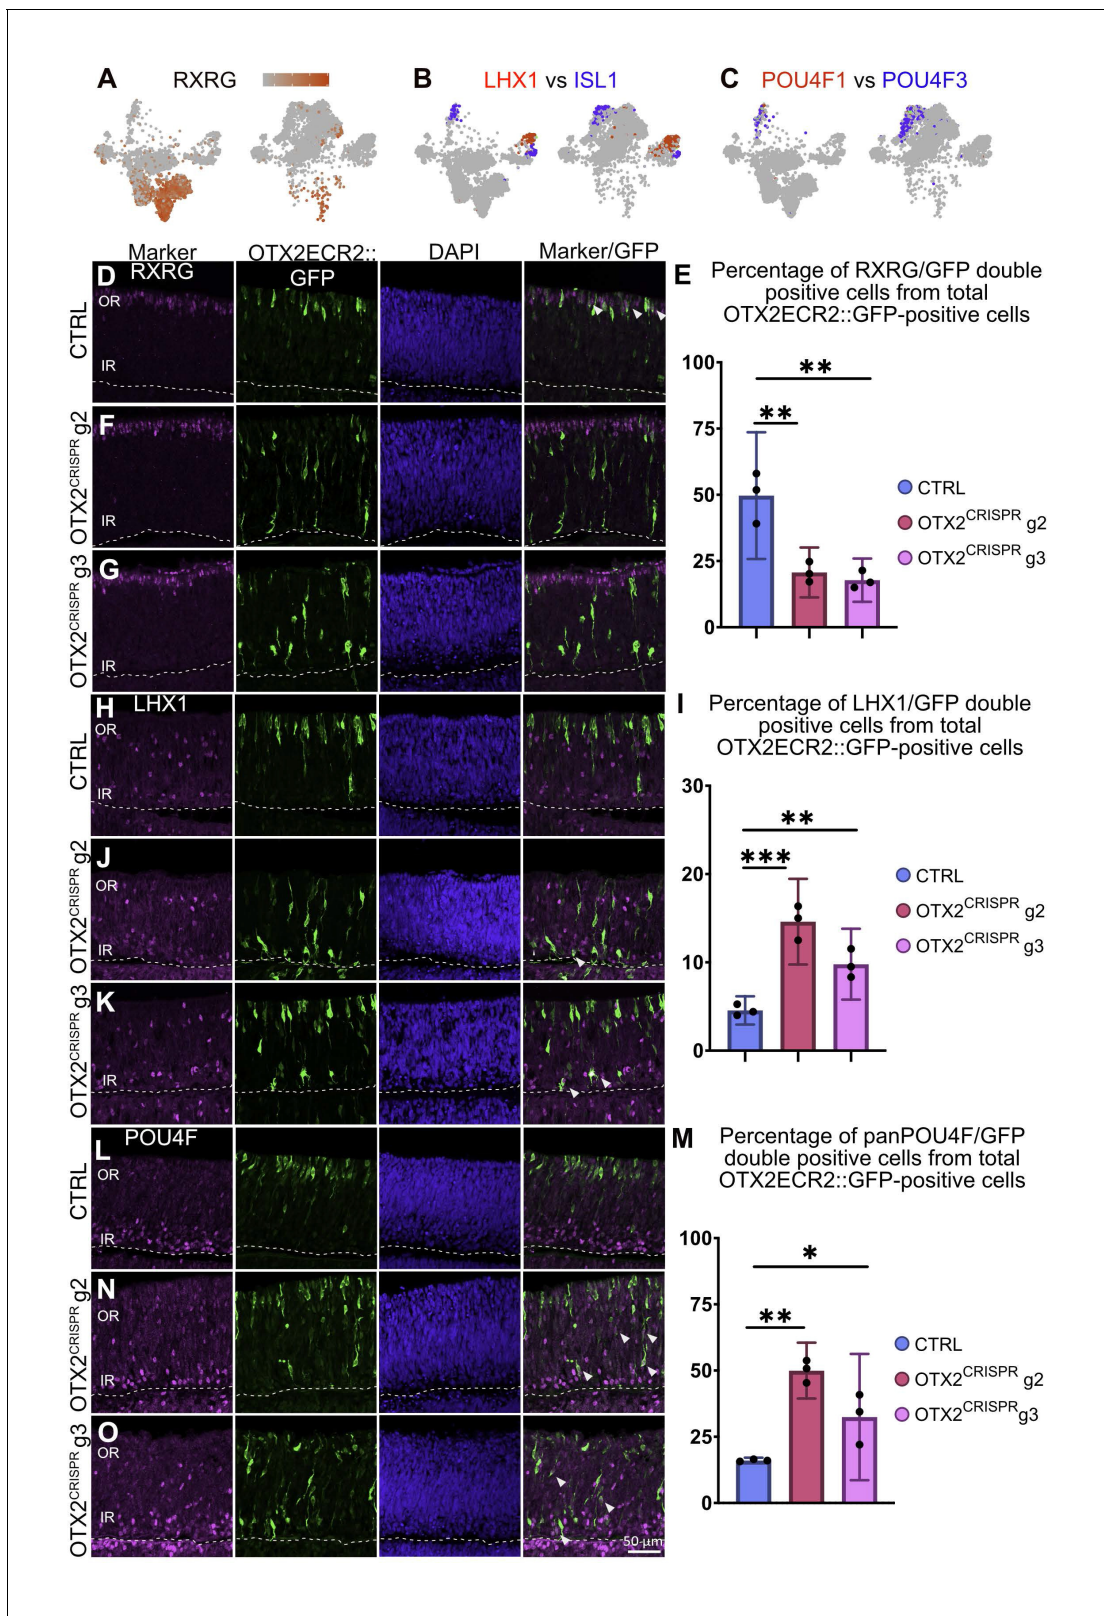 A RXRG
B LHX1 vs ISL1
C POU4F1 vs POU4F3
Marker OTX2ECR2:: DAPI Marker/GFP
D RXRG GFP
OR
IR
CTRL
F
IR
OTX2CRISPR g2
G
IR
OTX2CRISPR g3
E Percentage of RXRG/GFP double
positive cells from total
OTX2ECR2::GFP-positive cells
100
75
50
25
0
**
**
CTRL
OTX2CRISPR g2
OTX2CRISPR g3
H LHX1
OR
IR
CTRL
J
OR
IR
OTX2CRISPR g2
K
IR
OTX2CRISPR g3
I Percentage of LHX1/GFP double
positive cells from total
OTX2ECR2::GFP-positive cells
30
20
10
0
**
***
CTRL
OTX2CRISPR g2
OTX2CRISPR g3
POU4F
L
OR
IR
CTRL
N
OR
IR
OTX2CRISPR g2
O
OR
IR
OTX2CRISPR g3
50 µm
M Percentage of panPOU4F/GFP
double positive cells from total
OTX2ECR2::GFP-positive cells
100
75
50
25
0
*
**
CTRL
OTX2CRISPR g2
OTX2CRISPR g3